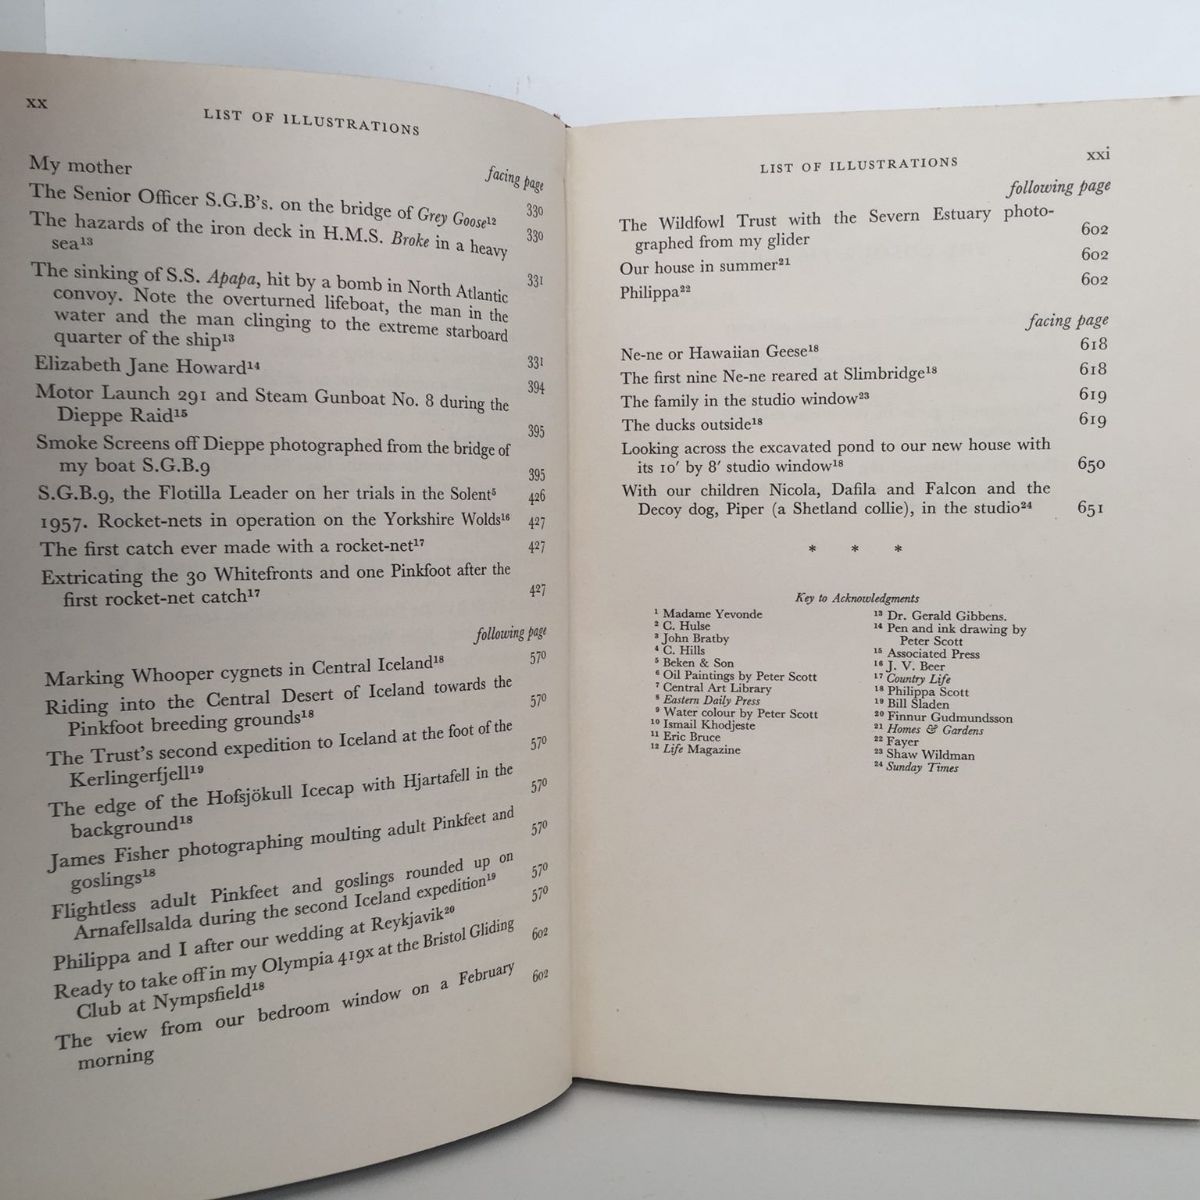 xx
LIST OF ILLUSTRATIONS
facing page
My mother 330
The Senior Officer S.G.B's. on the bridge of Grey Goose¹² 330
The hazards of the iron deck in H.M.S. Broke in a heavy
sea¹³ 331
The sinking of S.S. Apapa, hit by a bomb in North Atlantic
convoy. Note the overturned lifeboat, the man in the
water and the man clinging to the extreme starboard
quarter of the ship¹³ 331
Elizabeth Jane Howard¹⁴ 394
Motor Launch 291 and Steam Gunboat No. 8 during the
Dieppe Raid¹⁵ 395
Smoke Screens off Dieppe photographed from the bridge of
my boat S.G.B.9 395
S.G.B.9, the Flotilla Leader on her trials in the Solent⁵ 426
1957. Rocket-nets in operation on the Yorkshire Wolds¹⁶ 427
The first catch ever made with a rocket-net¹⁷ 427
Extricating the 30 Whitefronts and one Pinkfoot after the
first rocket-net catch¹⁷ 427
following page
Marking Whooper cygnets in Central Iceland¹⁸ 570
Riding into the Central Desert of Iceland towards the
Pinkfoot breeding grounds¹⁸ 570
The Trust's second expedition to Iceland at the foot of the
Kerlingerfjell¹⁹ 570
The edge of the Hofsjökull Icecap with Hjartafell in the
background¹⁸ 570
James Fisher photographing moulting adult Pinkfeet and
goslings¹⁸ 570
Flightless adult Pinkfeet and goslings rounded up on
Arnafellsalda during the second Iceland expedition¹⁹ 570
Philippa and I after our wedding at Reykjavik²⁰ 570
Ready to take off in my Olympia 419x at the Bristol Gliding
Club at Nympsfield¹⁸ 602
The view from our bedroom window on a February
morning 602
LIST OF ILLUSTRATIONS xxi
following page
The Wildfowl Trust with the Severn Estuary photo-
graphed from my glider 602
Our house in summer²¹ 602
Philippa²² 602
facing page
Ne-ne or Hawaiian Geese¹⁸ 618
The first nine Ne-ne reared at Slimbridge¹⁸ 618
The family in the studio window²³ 619
The ducks outside¹⁸ 619
Looking across the excavated pond to our new house with
its 10' by 8' studio window¹⁸ 650
With our children Nicola, Dafila and Falcon and the
Decoy dog, Piper (a Shetland collie), in the studio²⁴ 651
* * *
Key to Acknowledgments
¹ Madame Yevonde
² C. Hulse
³ John Bratby
⁴ C. Hills
⁵ Beken & Son
⁶ Oil Paintings by Peter Scott
⁷ Central Art Library
⁸ Eastern Daily Press
⁹ Water colour by Peter Scott
¹⁰ Ismail Khodjeste
¹¹ Eric Bruce
¹² Life Magazine
¹³ Dr. Gerald Gibbens.
¹⁴ Pen and ink drawing by
Peter Scott
¹⁵ Associated Press
¹⁶ J. V. Beer
¹⁷ Country Life
¹⁸ Philippa Scott
¹⁹ Bill Sladen
²⁰ Finnur Gudmundsson
²¹ Homes & Gardens
²² Fayer
²³ Shaw Wildman
²⁴ Sunday Times